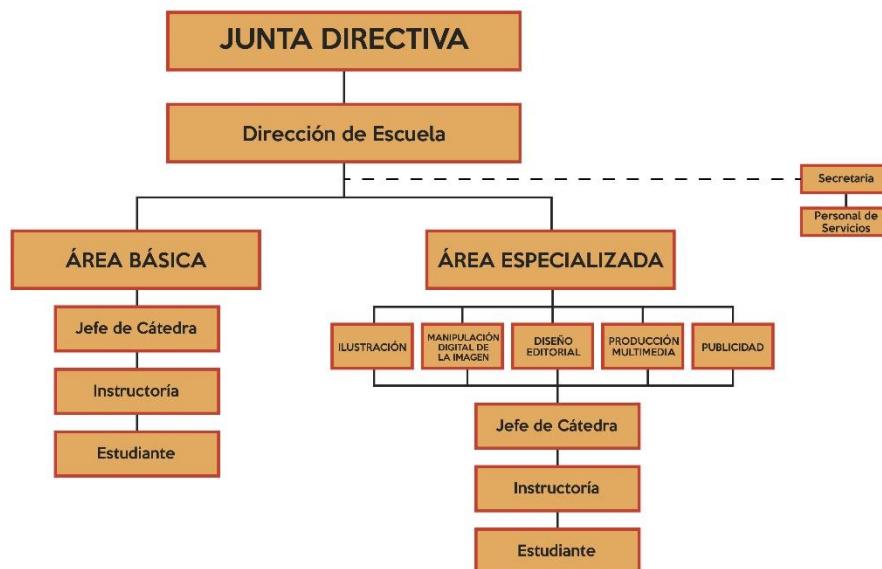 JUNTA DIRECTIVA
Dirección de Escuela
Secretaria
Personal de
Servicios
ÁREA BÁSICA
ÁREA ESPECIALIZADA
Jefe de Cátedra
Instructoría
Estudiante
ILUSTRACIÓN
MANIPULACIÓN
DIGITAL DE
LA IMAGEN
DISEÑO
EDITORIAL
PRODUCCIÓN
MULTIMEDIA
PUBLICIDAD
Jefe de Cátedra
Instructoría
Estudiante